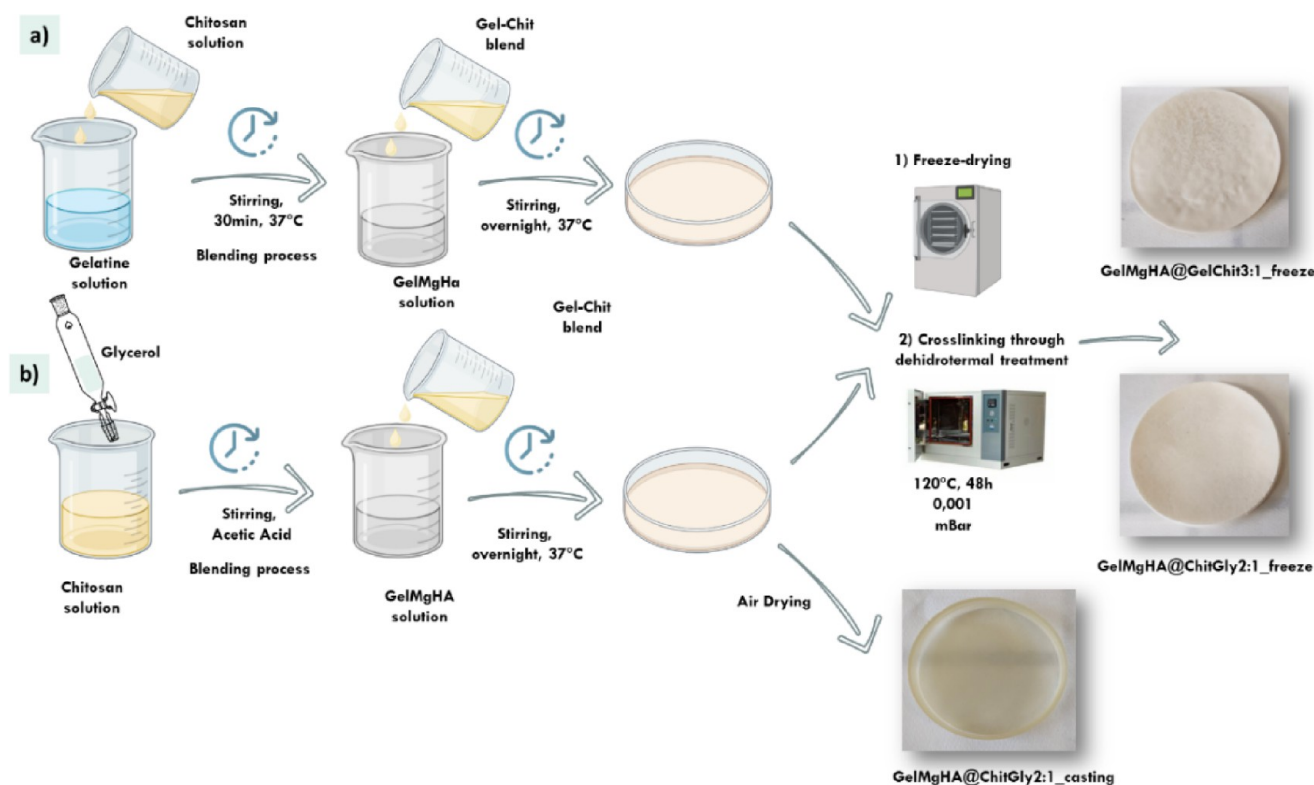 a)
Chitosan
solution
Gel-Chit
blend
Stirring,
30min, 37°C
Blending process
Stirring,
overnight, 37°C
Gelatine
solution
GelMgHa
solution
1) Freeze-drying
GelMgHA@GelChit3:1_freeze
b)
Glycerol
Gel-Chit
blend
2) Crosslinking through
dehidrotermal treatment
120°C, 48h
0,001
mBar
Stirring,
Acetic Acid
Blending process
Stirring,
overnight, 37°C
Chitosan
solution
GelMgHA
solution
Air Drying
GelMgHA@ChitGly2:1_freeze
GelMgHA@ChitGly2:1_casting